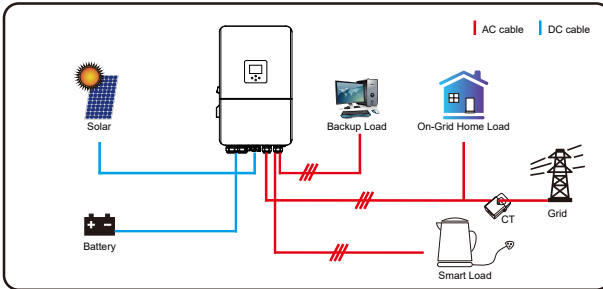 AC cable
DC cable
Solar
Backup Load
On-Grid Home Load
CT
Grid
Battery
Smart Load